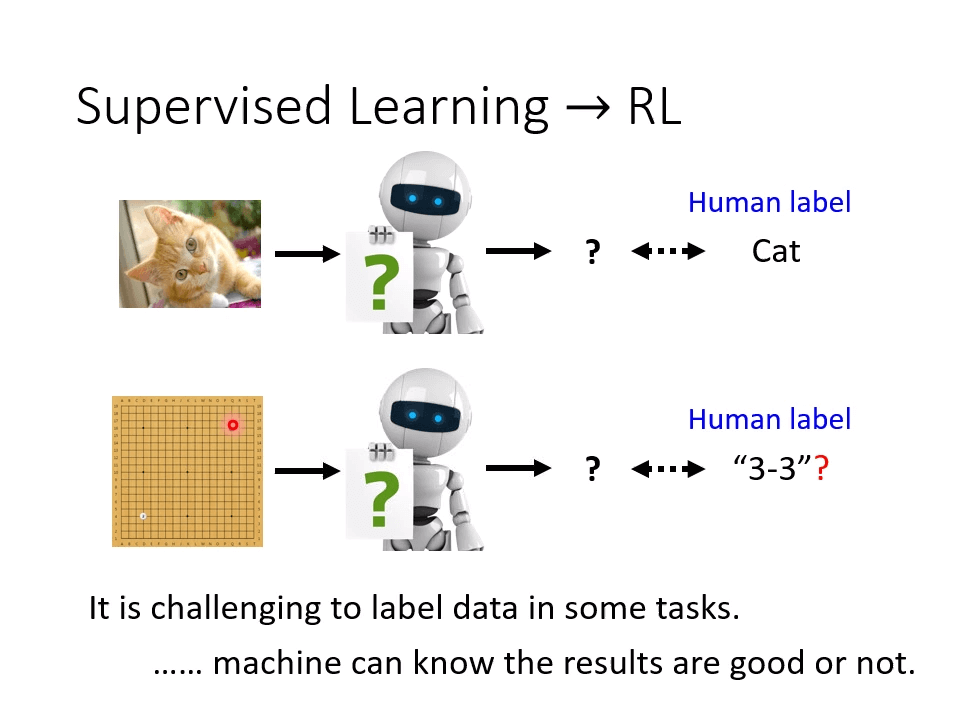 Supervised Learning → RL
Human label
?
?
Cat
Human label
?
?
“3-3”?
It is challenging to label data in some tasks.
…… machine can know the results are good or not.